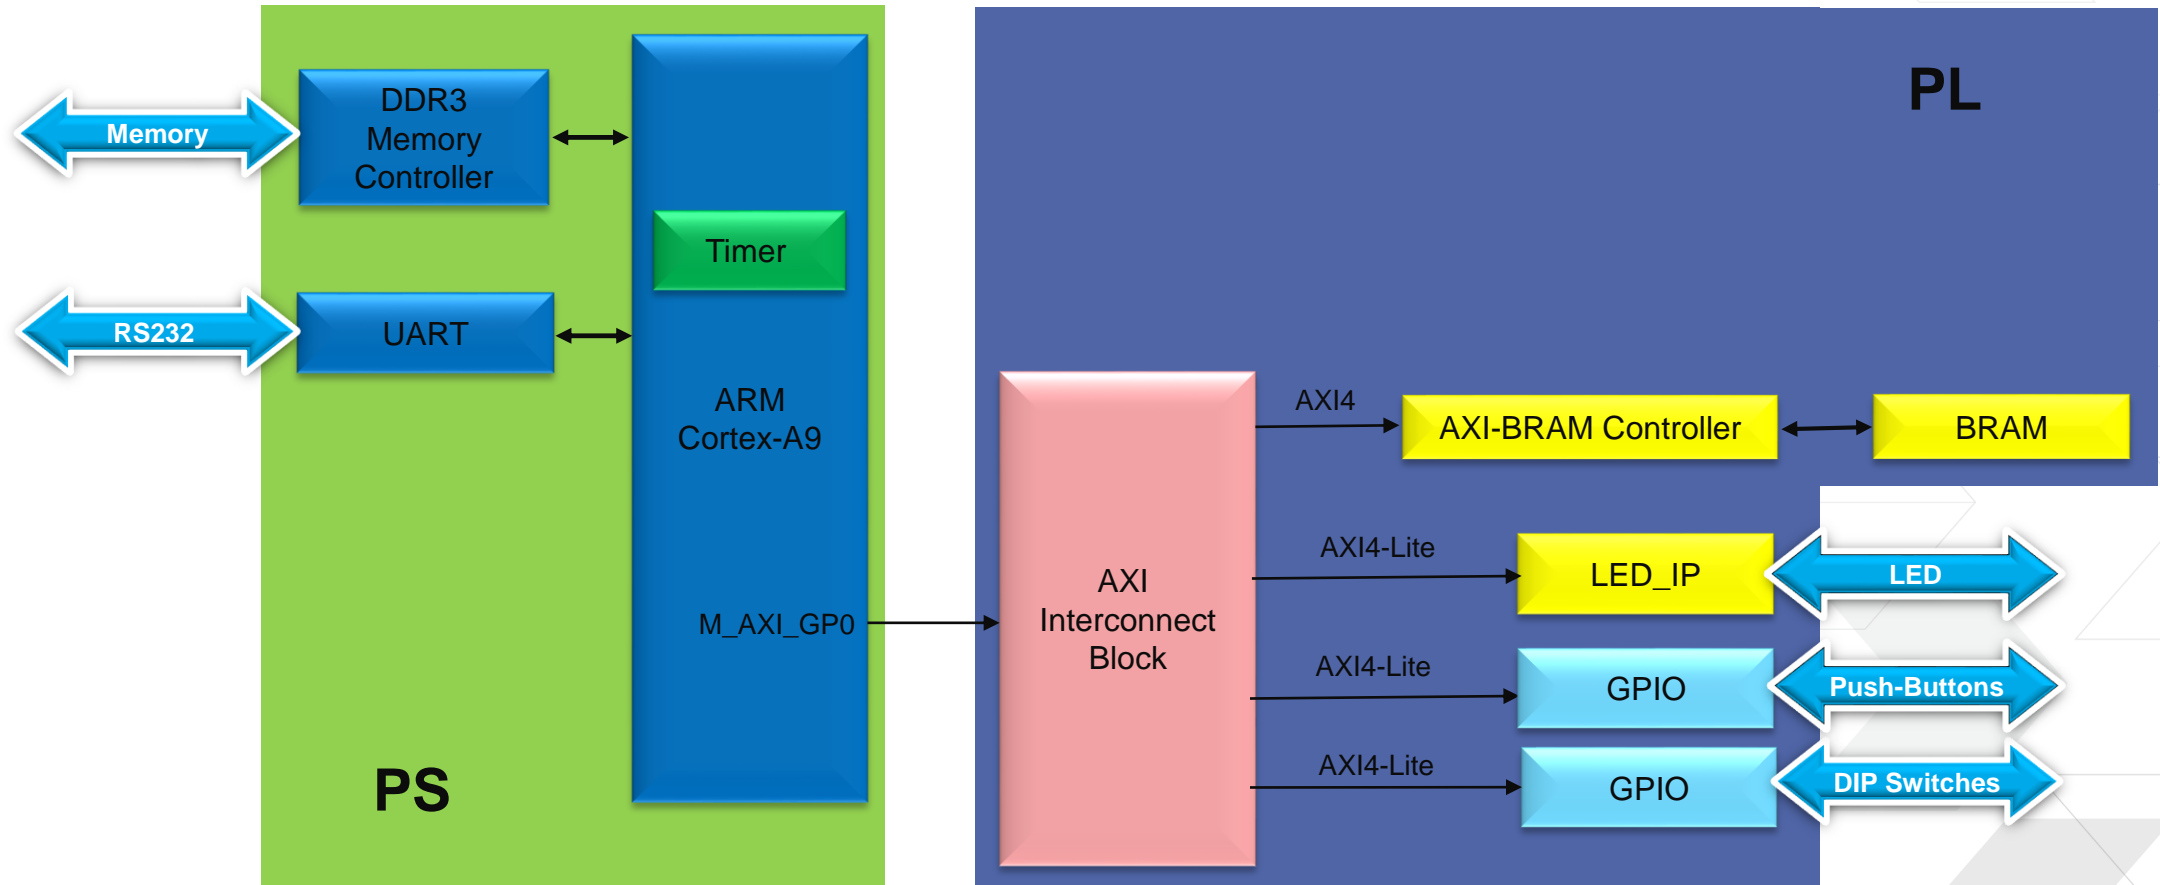 PL
DDR3
Memory
Controller
Memory
Timer
RS232
UART
ARM
Cortex-A9
M_AXI_GP0
PS
AXI
Interconnect
Block
AXI4
AXI-BRAM Controller
BRAM
AXI4-Lite
LED_IP
LED
AXI4-Lite
GPIO
Push-Buttons
AXI4-Lite
GPIO
DIP Switches